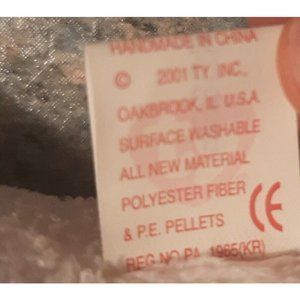 HANDMADE IN CHINA
© 2001 TY INC.,
OAKBROOK, IL U.S.A
SURFACE WASHABLE
ALL NEW MATERIAL
POLYESTER FIBER
& P.E. PELLETS CE
REG NO PA. 1965(KR)